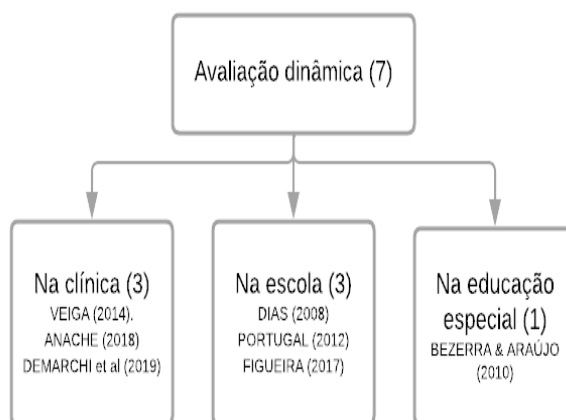 Avaliação dinâmica (7)
Na clínica (3)
VEIGA (2014).
ANACHE (2018)
DEMARCHI et al (2019)
Na escola (3)
DIAS (2008)
PORTUGAL (2012)
FIGUEIRA (2017)
Na educação
especial (1)
BEZERRA & ARAÚJO
(2010)